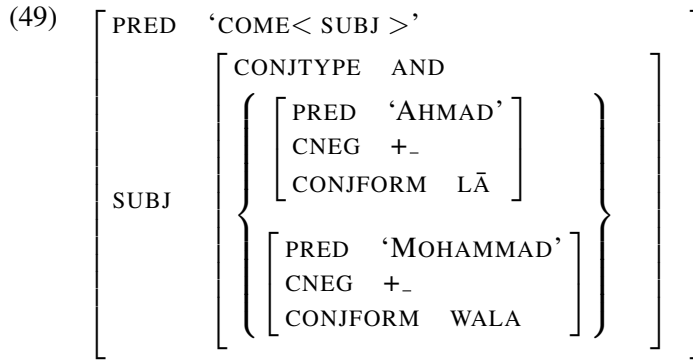 (49)
PRED ‘COME< SUBJ >’
CONJTYPE AND
PRED ‘AHMAD’
CNEG +_
CONJFORM LĀ
SUBJ
PRED ‘MOHAMMAD’
CNEG +_
CONJFORM WALA